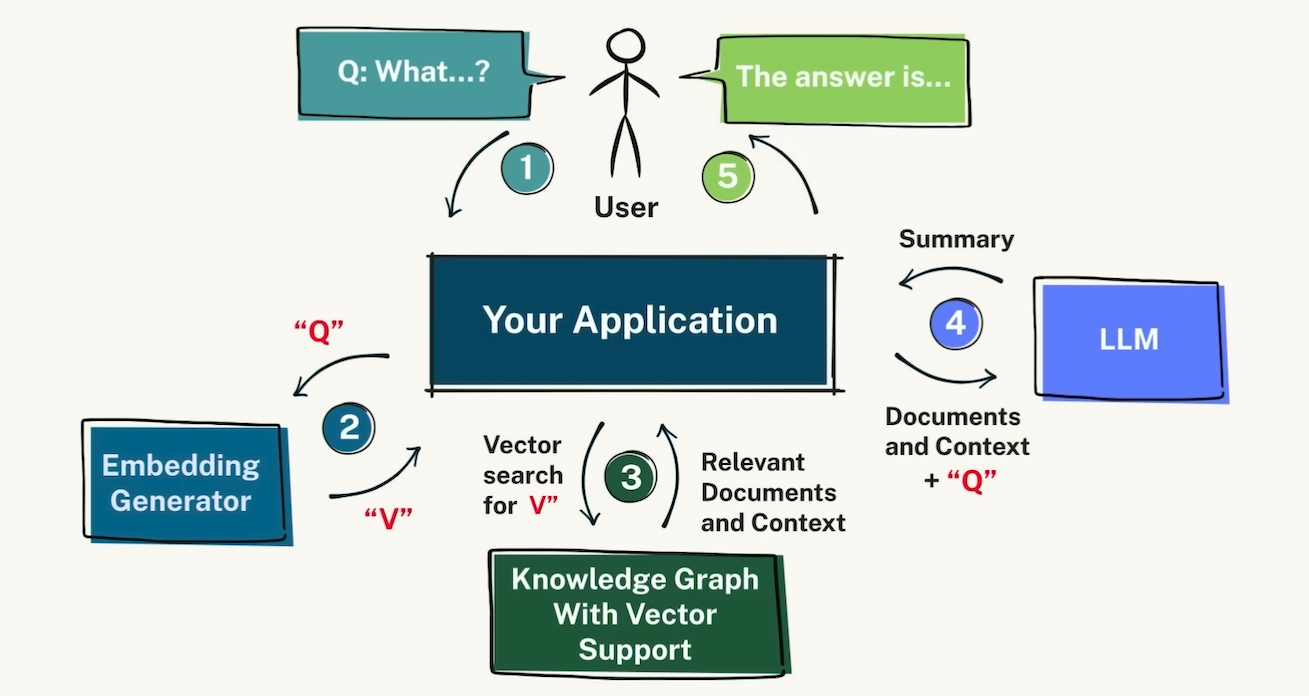 Q: What...?
The answer is...
1
5
User
Summary
Your Application
4
LLM
“Q”
2
Embedding
Generator
“V”
Vector
search
for V”
3
Relevant
Documents
and Context
Documents
and Context
+ “Q”
Knowledge Graph
With Vector
Support